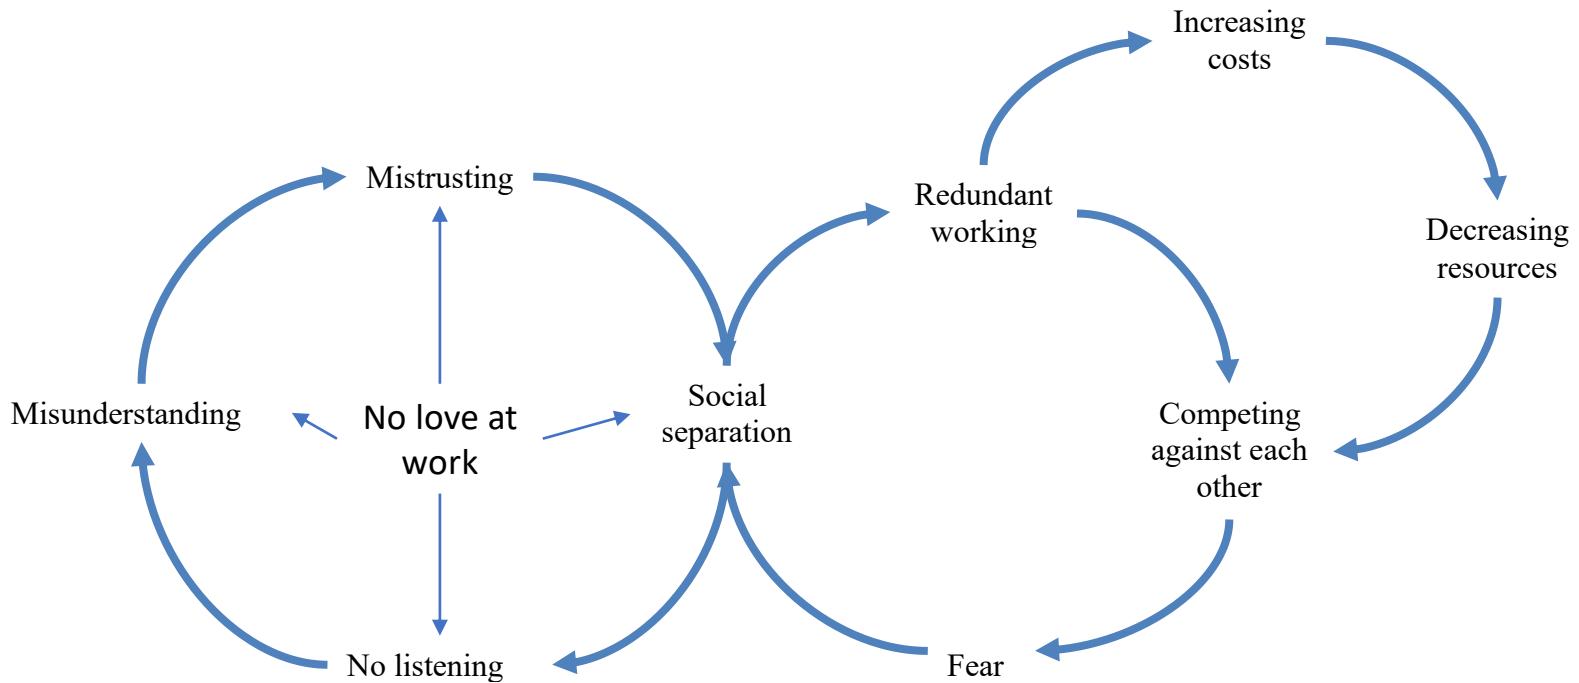 Increasing
costs
Mistrusting
Redundant
working
Decreasing
resources
Misunderstanding
No love at
work
Social
separation
Competing
against each
other
No listening
Fear